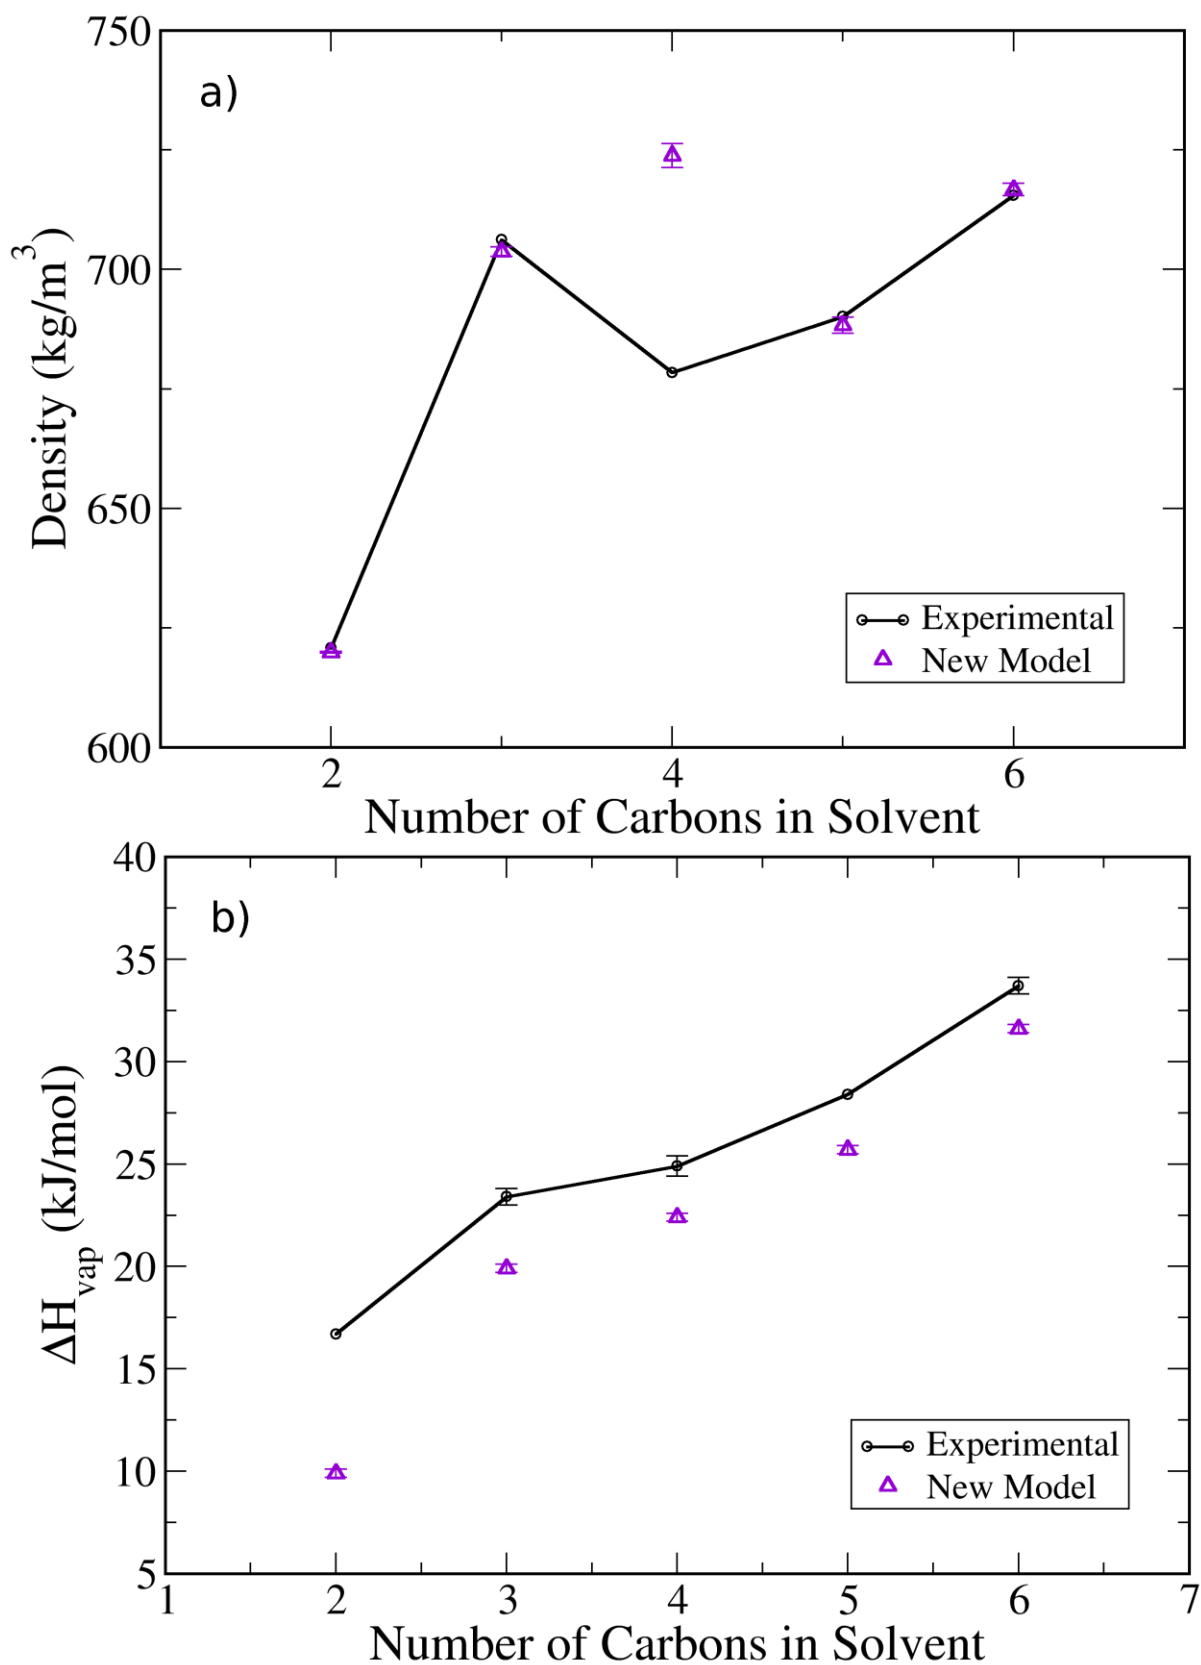 750
a)
700
650
600
Density (kg/m³)
Experimental
New Model
2 4 6
Number of Carbons in Solvent
40
b)
35
30
25
20
15
10
5
ΔHvap (kJ/mol)
Experimental
New Model
1 2 3 4 5 6 7
Number of Carbons in Solvent